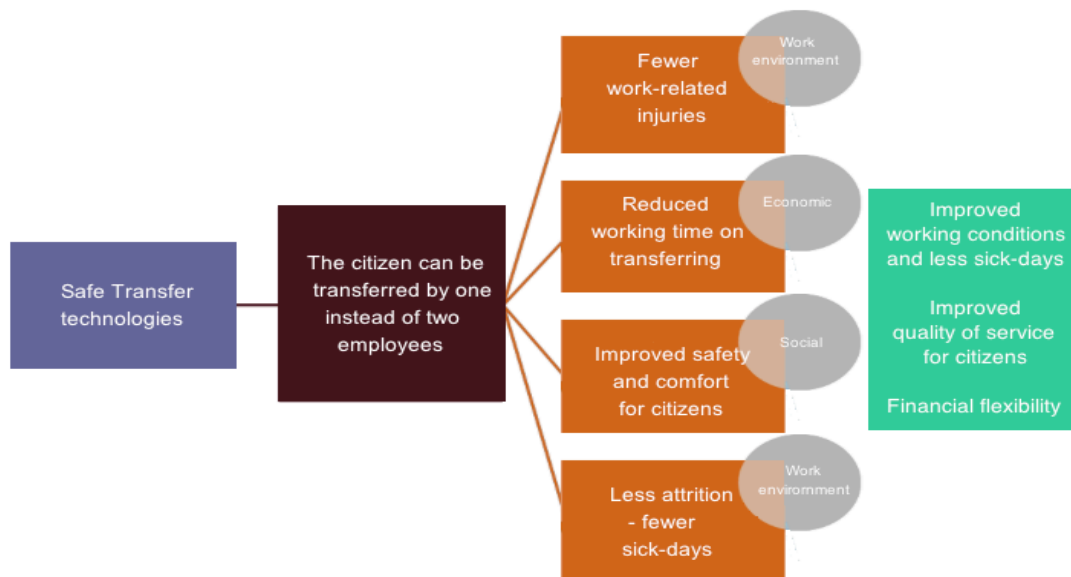 Safe Transfer
technologies
The citizen can be
transferred by one
instead of two
employees
Fewer
work-related
injuries
Work
environment
Reduced
working time on
transferring
Economic
Improved safety
and comfort
for citizens
Social
Less attrition
- fewer
sick-days
Work
enviromment
Improved
working conditions
and less sick-days
Improved
quality of service
for citizens
Financial flexibility